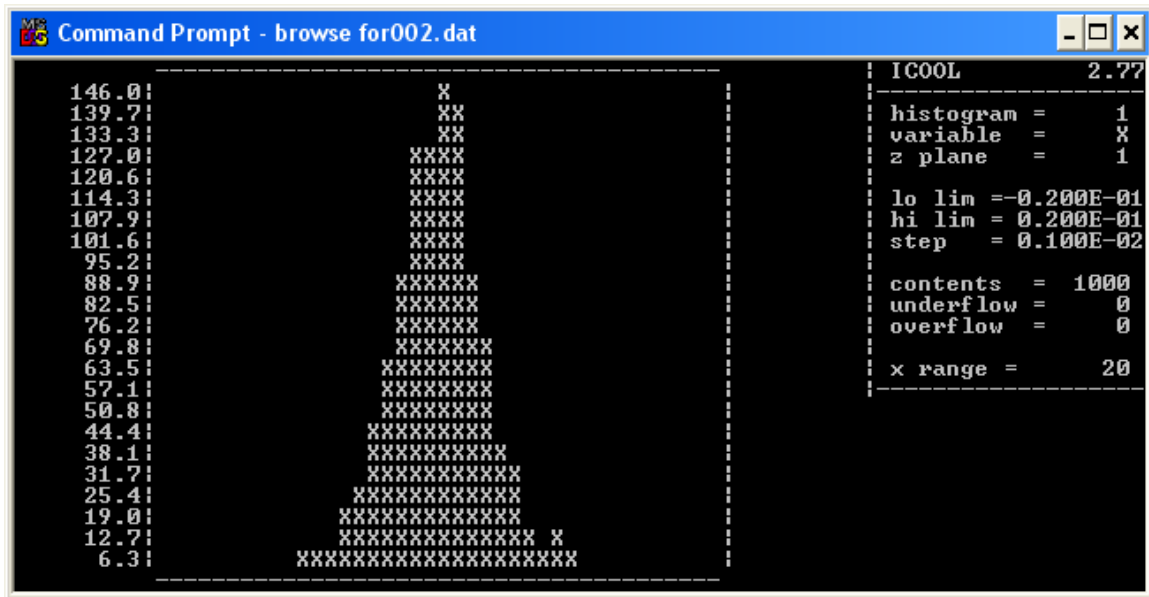 Command Prompt - browse for002.dat
---------------------------------------- | ICOOL 2.77
146.0| X | |-------------------
139.7| XX | | histogram = 1
133.3| XX | | variable = X
127.0| XXXX | | z plane = 1
120.6| XXXX | |
114.3| XXXX | | lo lim =-0.200E-01
107.9| XXXX | | hi lim = 0.200E-01
101.6| XXXX | | step = 0.100E-02
95.2| XXXX | |
88.9| XXXXXX | | contents = 1000
82.5| XXXXXX | | underflow = 0
76.2| XXXXXX | | overflow = 0
69.8| XXXXXXX | |
63.5| XXXXXXXX | | x range = 20
57.1| XXXXXXXX | |-------------------
50.8| XXXXXXXX |
44.4| XXXXXXXXX |
38.1| XXXXXXXXXX |
31.7| XXXXXXXXXXX |
25.4| XXXXXXXXXXXX |
19.0| XXXXXXXXXXXXX |
12.7| XXXXXXXXXXXXXX X |
6.3| XXXXXXXXXXXXXXXXXXXX |
----------------------------------------